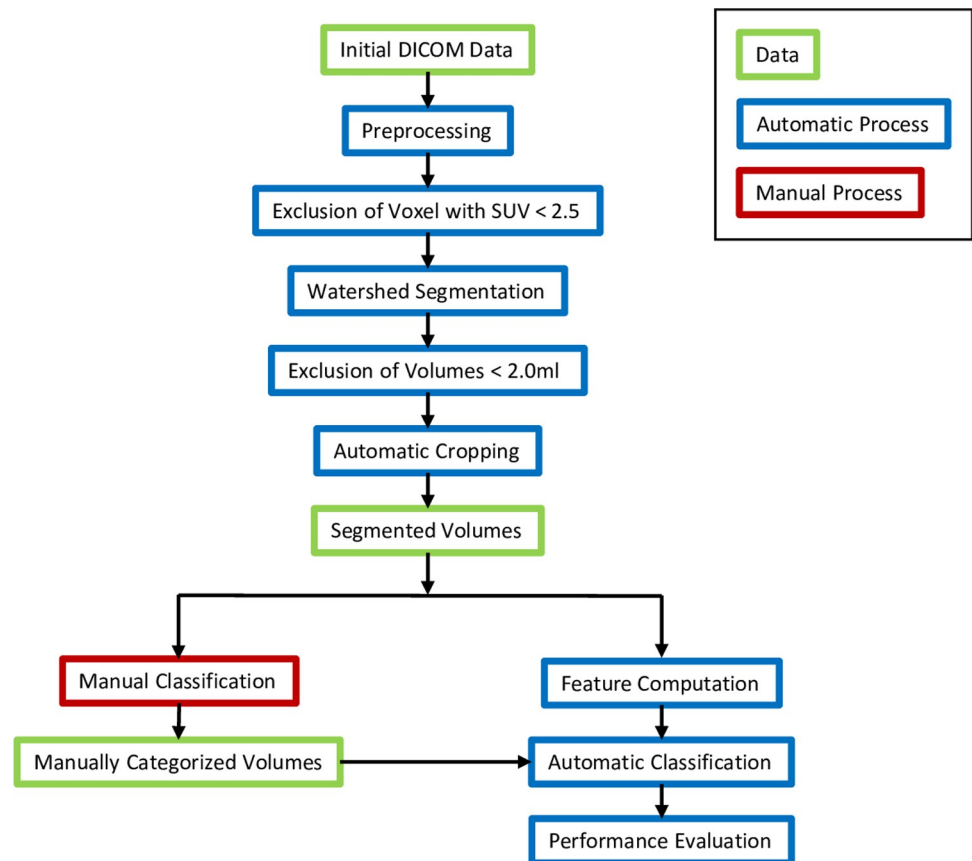 Initial DICOM Data
Preprocessing
Exclusion of Voxel with SUV < 2.5
Watershed Segmentation
Exclusion of Volumes < 2.0ml
Automatic Cropping
Segmented Volumes
Manual Classification
Manually Categorized Volumes
Feature Computation
Automatic Classification
Performance Evaluation
Data
Automatic Process
Manual Process